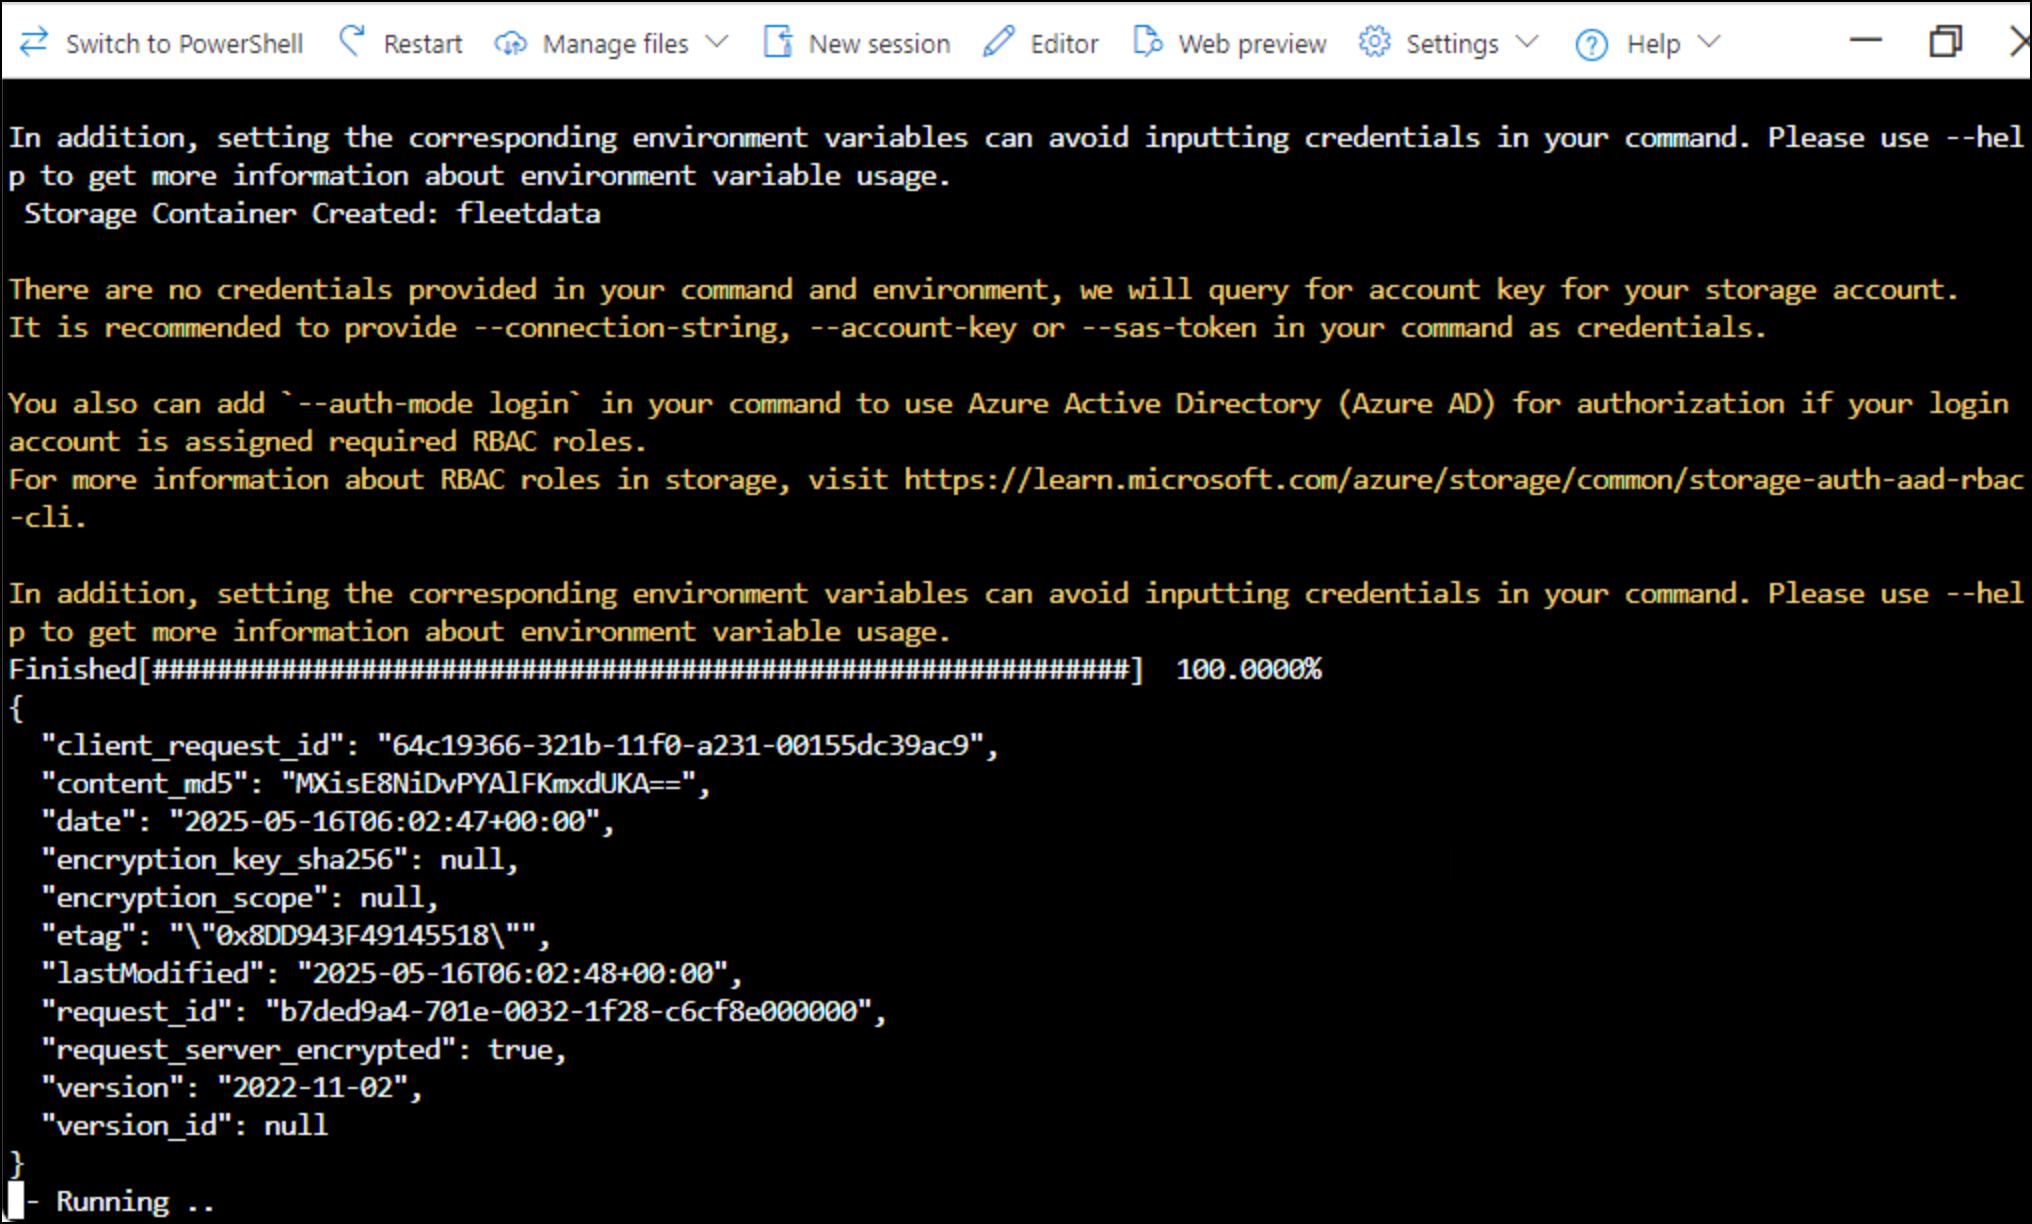 Switch to PowerShell Restart Manage files New session Editor Web preview Settings Help
In addition, setting the corresponding environment variables can avoid inputting credentials in your command. Please use --hel
p to get more information about environment variable usage.
Storage Container Created: fleetdata
There are no credentials provided in your command and environment, we will query for account key for your storage account.
It is recommended to provide --connection-string, --account-key or --sas-token in your command as credentials.
You also can add `--auth-mode login` in your command to use Azure Active Directory (Azure AD) for authorization if your login
account is assigned required RBAC roles.
For more information about RBAC roles in storage, visit https://learn.microsoft.com/azure/storage/common/storage-auth-aad-rbac
-cli.
In addition, setting the corresponding environment variables can avoid inputting credentials in your command. Please use --hel
p to get more information about environment variable usage.
Finished[#############################################################]  100.0000%
{
"client_request_id": "64c19366-321b-11f0-a231-00155dc39ac9",
"content_md5": "MXisE8NiDvPYAlFKmxdUKA==",
"date": "2025-05-16T06:02:47+00:00",
"encryption_key_sha256": null,
"encryption_scope": null,
"etag": "\"0x8DD943F49145518\"",
"lastModified": "2025-05-16T06:02:48+00:00",
"request_id": "b7ded9a4-701e-0032-1f28-c6cf8e000000",
"request_server_encrypted": true,
"version": "2022-11-02",
"version_id": null
}
- Running ..